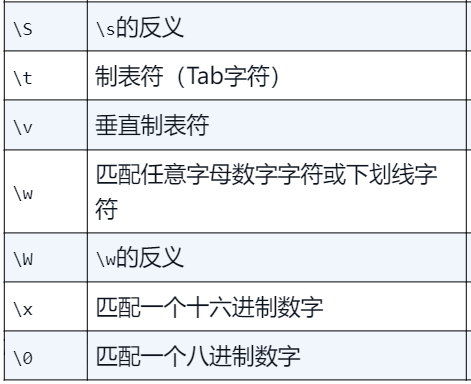 \S \s的反义
\t 制表符（Tab字符）
\v 垂直制表符
\w 匹配任意字母数字字符或下划线字
符
\W \w的反义
\x 匹配一个十六进制数字
\0 匹配一个八进制数字